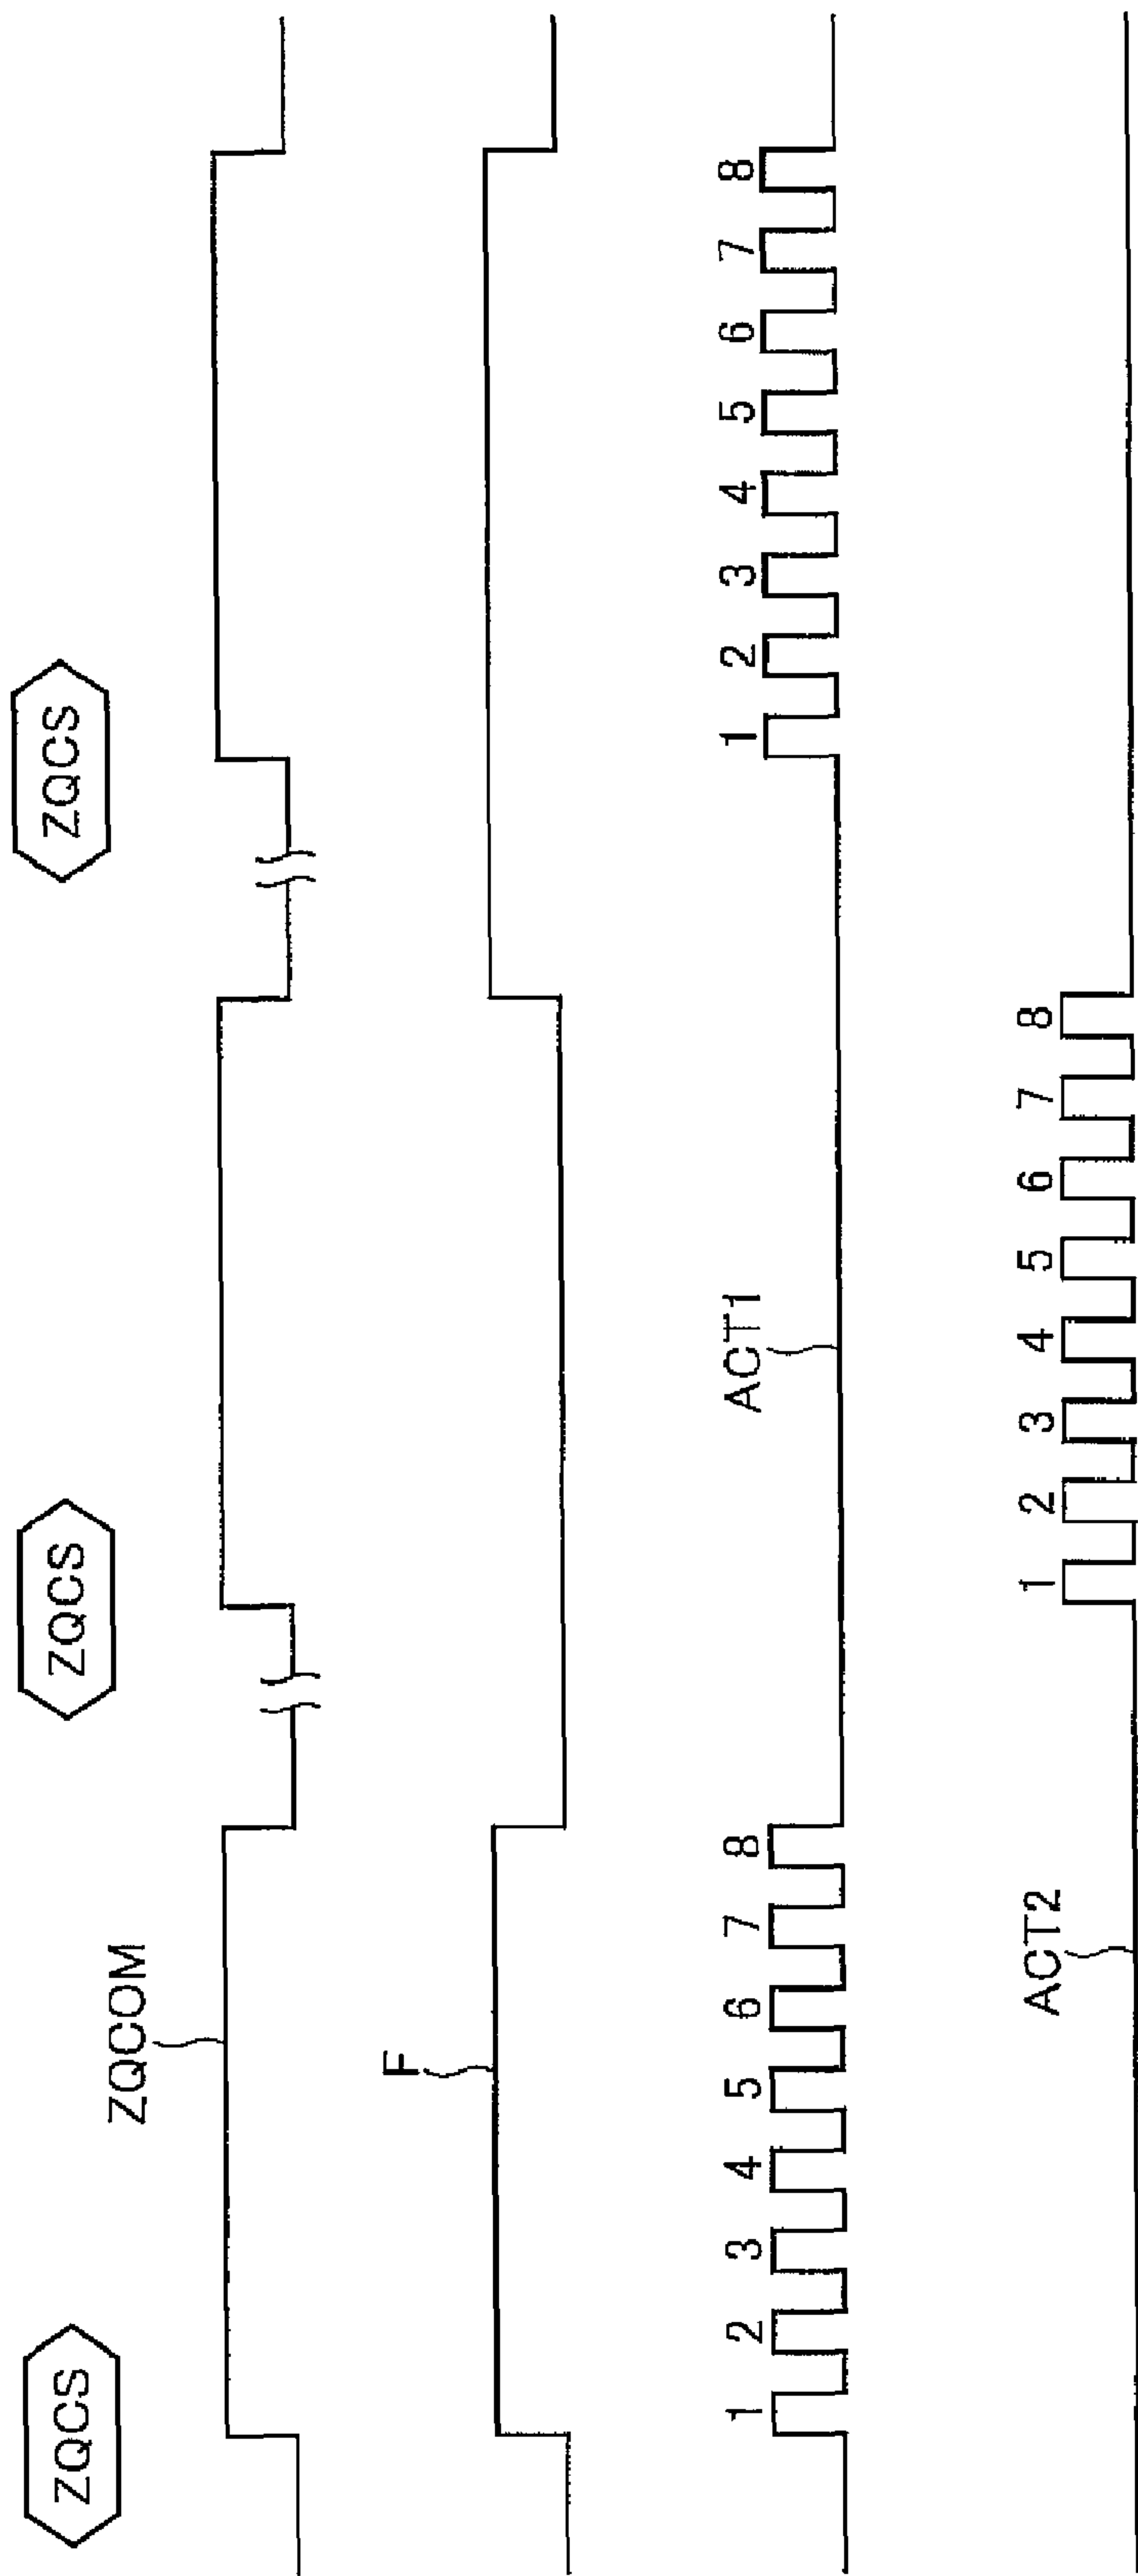 ZQCS ZQCS ZQCS
ZQCOM
F
1 2 3 4 5 6 7 8 ACT1 1 2 3 4 5 6 7 8
ACT2 1 2 3 4 5 6 7 8